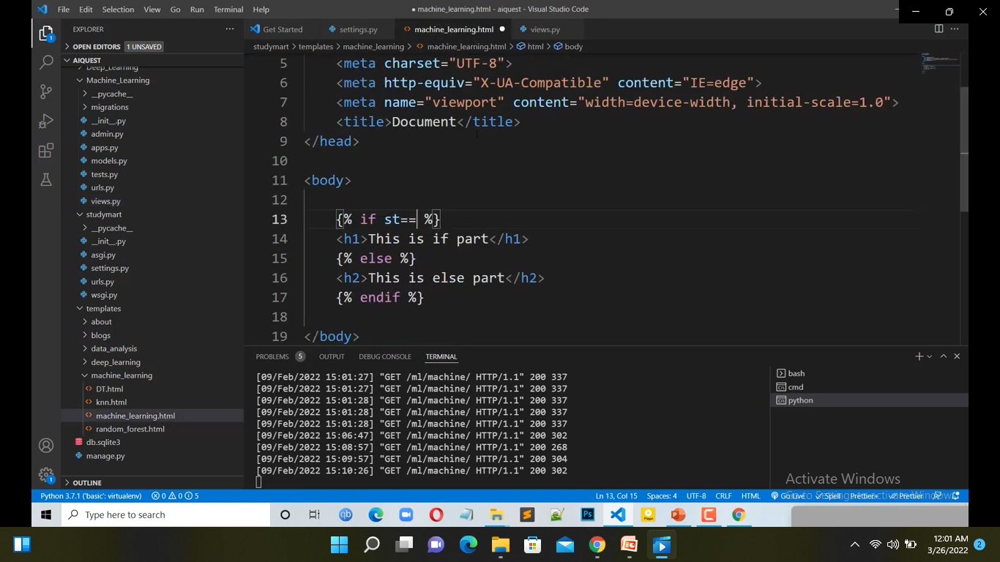 File Edit Selection View Go Run Terminal Help
● machine_learning.html - aiquest - Visual Studio Code
EXPLORER
OPEN EDITORS 1 UNSAVED
AIQUEST
Deep_Learning
Machine_Learning
__pycache__
migrations
__init__.py
admin.py
apps.py
models.py
tests.py
urls.py
views.py
studymart
__pycache__
__init__.py
asgi.py
settings.py
urls.py
wsgi.py
templates
about
blogs
data_analysis
deep_learning
machine_learning
DT.html
knn.html
machine_learning.html
random_forest.html
db.sqlite3
manage.py
OUTLINE
1
1
Get Started settings.py machine_learning.html ● views.py
studymart > templates > machine_learning > machine_learning.html > html > body
5 <meta charset="UTF-8">
6 <meta http-equiv="X-UA-Compatible" content="IE=edge">
7 <meta name="viewport" content="width=device-width, initial-scale=1.0">
8 <title>Document</title>
9 </head>
10
11 <body>
12
13 {% if st== %}
14 <h1>This is if part</h1>
15 {% else %}
16 <h2>This is else part</h2>
17 {% endif %}
18
19 </body>
PROBLEMS 5 OUTPUT DEBUG CONSOLE TERMINAL
[09/Feb/2022 15:01:27] "GET /ml/machine/ HTTP/1.1" 200 337
[09/Feb/2022 15:01:27] "GET /ml/machine/ HTTP/1.1" 200 337
[09/Feb/2022 15:01:28] "GET /ml/machine/ HTTP/1.1" 200 337
[09/Feb/2022 15:01:28] "GET /ml/machine/ HTTP/1.1" 200 337
[09/Feb/2022 15:01:28] "GET /ml/machine/ HTTP/1.1" 200 337
[09/Feb/2022 15:06:47] "GET /ml/machine/ HTTP/1.1" 200 302
[09/Feb/2022 15:08:57] "GET /ml/machine/ HTTP/1.1" 200 268
[09/Feb/2022 15:09:57] "GET /ml/machine/ HTTP/1.1" 200 304
[09/Feb/2022 15:10:26] "GET /ml/machine/ HTTP/1.1" 200 302
bash
cmd
python
Activate Windows
Go to Settings to activate Windows.
Python 3.7.1 ('basic': virtualenv) 0 0 5 Ln 13, Col 15 Spaces: 4 UTF-8 CRLF HTML Go Live Spell Prettier Prettier
Type here to search
qb
Ps
Player
12:01 AM
3/26/2022
2